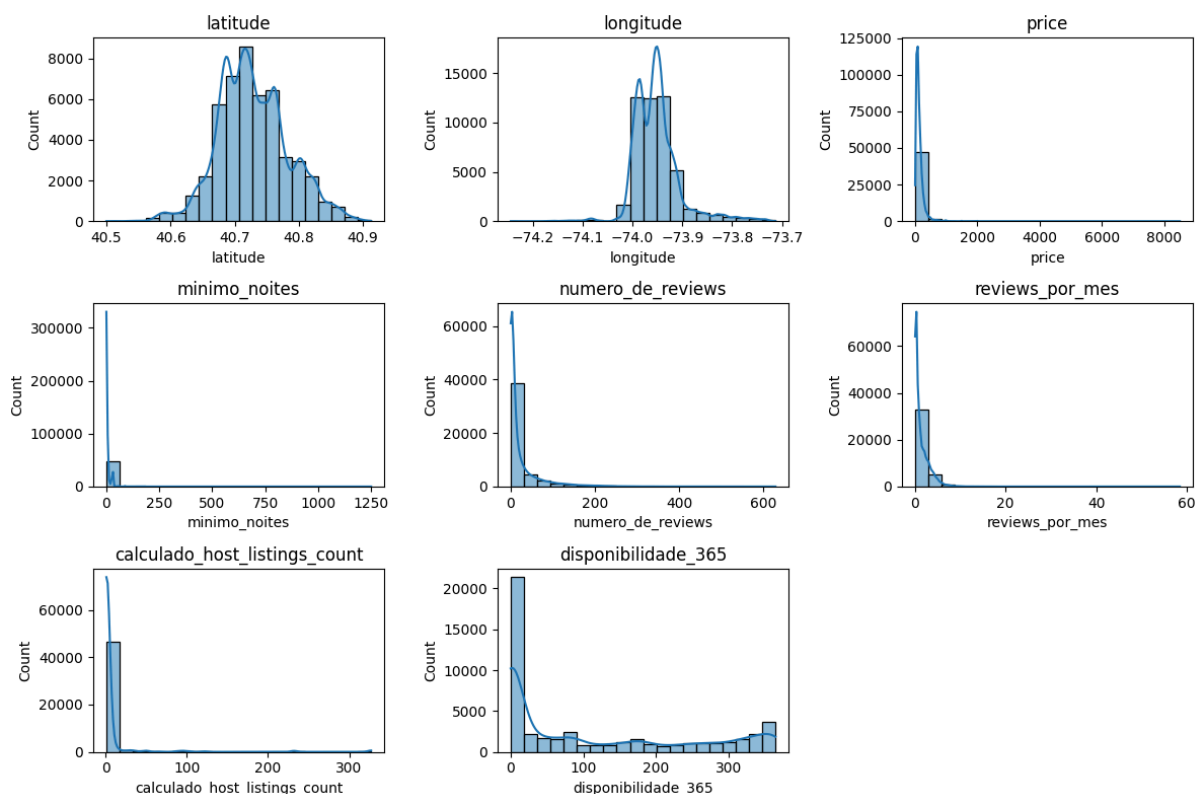 latitude
Count
8000
6000
4000
2000
0
40.5 40.6 40.7 40.8 40.9
latitude
longitude
Count
15000
10000
5000
0
−74.2 −74.1 −74.0 −73.9 −73.8 −73.7
longitude
price
Count
125000
100000
75000
50000
25000
0
0 2000 4000 6000 8000
price
minimo_noites
Count
300000
200000
100000
0
0 250 500 750 1000 1250
minimo_noites
numero_de_reviews
Count
60000
40000
20000
0
0 200 400 600
numero_de_reviews
reviews_por_mes
Count
60000
40000
20000
0
0 20 40 60
reviews_por_mes
calculado_host_listings_count
Count
60000
40000
20000
0
0 100 200 300
calculado_host_listings_count
disponibilidade_365
Count
20000
15000
10000
5000
0
0 100 200 300
disponibilidade_365